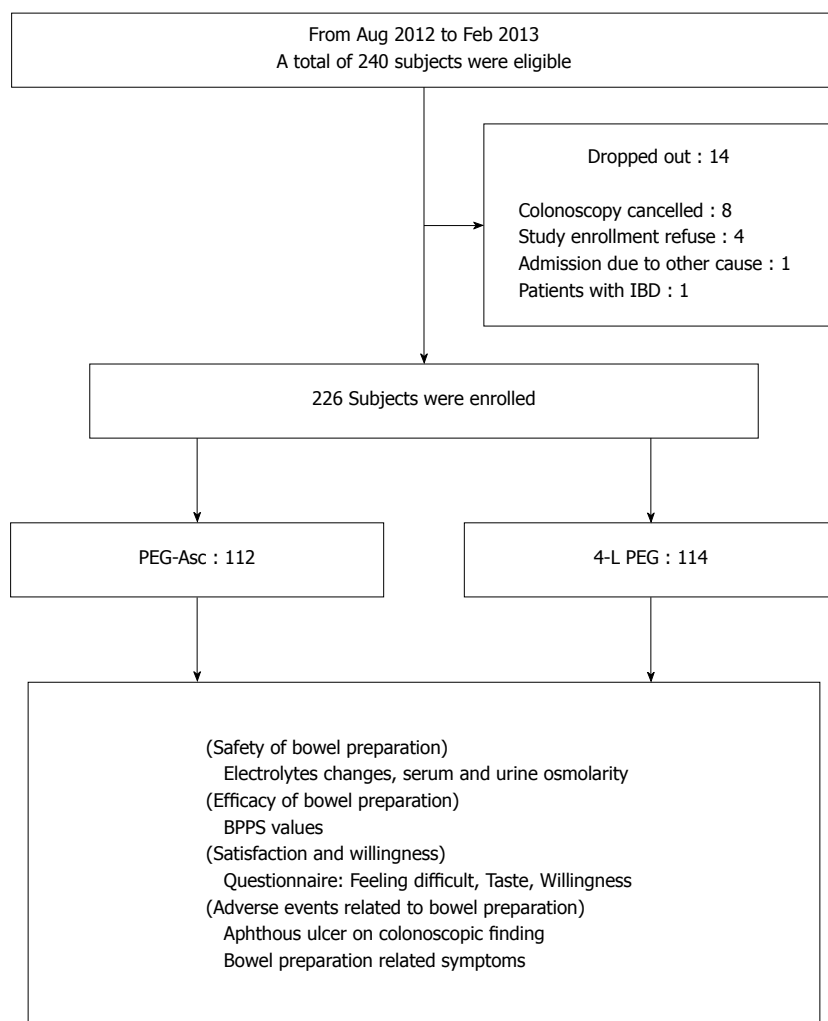 From Aug 2012 to Feb 2013
A total of 240 subjects were eligible
Dropped out : 14
Colonoscopy cancelled : 8
Study enrollment refuse : 4
Admission due to other cause : 1
Patients with IBD : 1
226 Subjects were enrolled
PEG-Asc : 112
4-L PEG : 114
(Safety of bowel preparation)
Electrolytes changes, serum and urine osmolarity
(Efficacy of bowel preparation)
BPPS values
(Satisfaction and willingness)
Questionnaire: Feeling difficult, Taste, Willingness
(Adverse events related to bowel preparation)
Aphthous ulcer on colonoscopic finding
Bowel preparation related symptoms